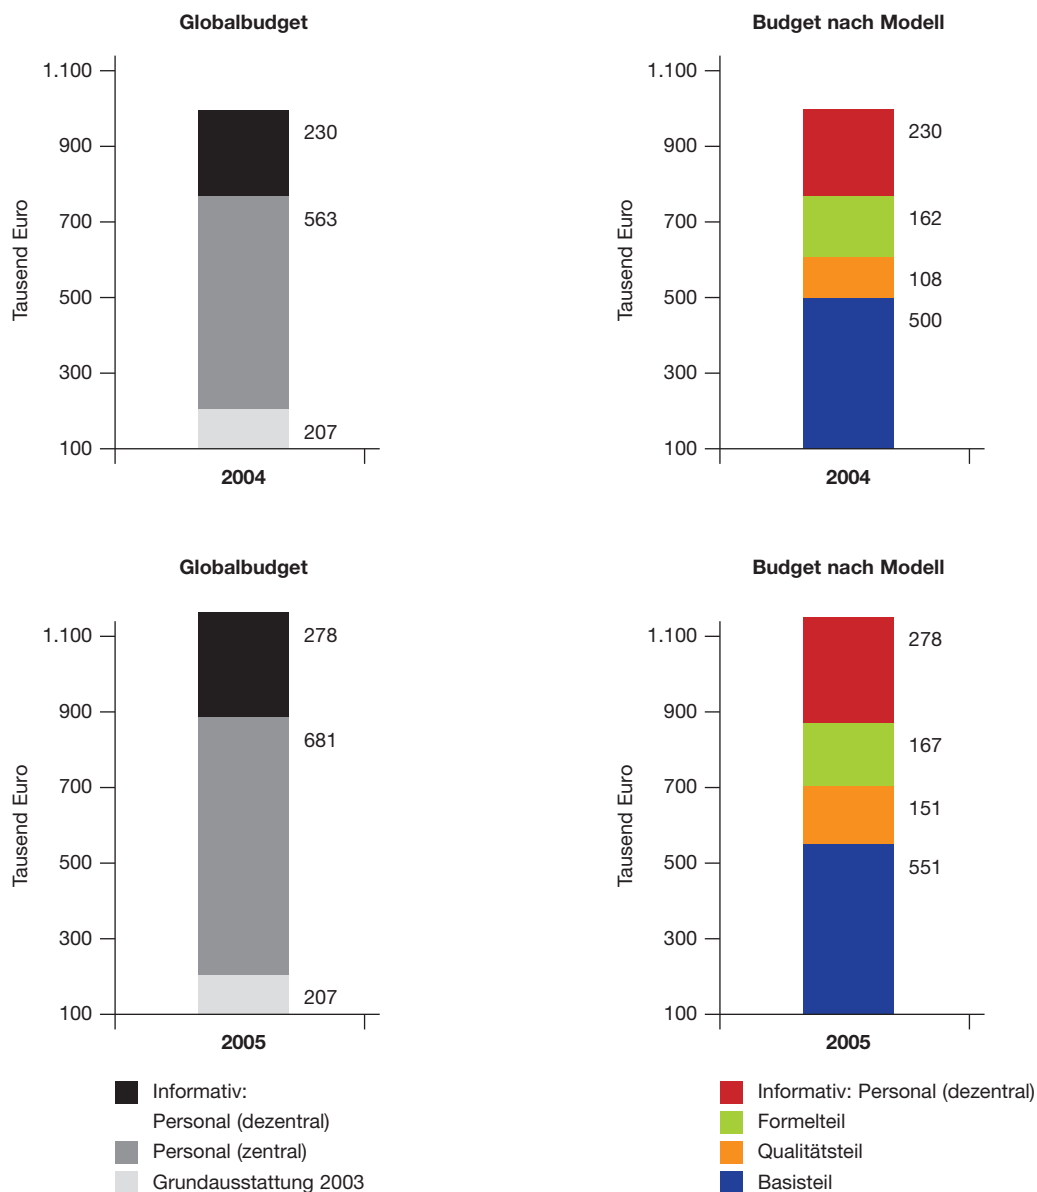 Globalbudget
Tausend Euro
1.100
900
700
500
300
100
230
563
207
2004
Budget nach Modell
Tausend Euro
1.100
900
700
500
300
100
230
162
108
500
2004
Globalbudget
Tausend Euro
1.100
900
700
500
300
100
278
681
207
2005
Informativ:
Personal (dezentral)
Personal (zentral)
Grundausstattung 2003
Budget nach Modell
Tausend Euro
1.100
900
700
500
300
100
278
167
151
551
2005
Informativ: Personal (dezentral)
Formelteil
Qualitätsteil
Basisteil